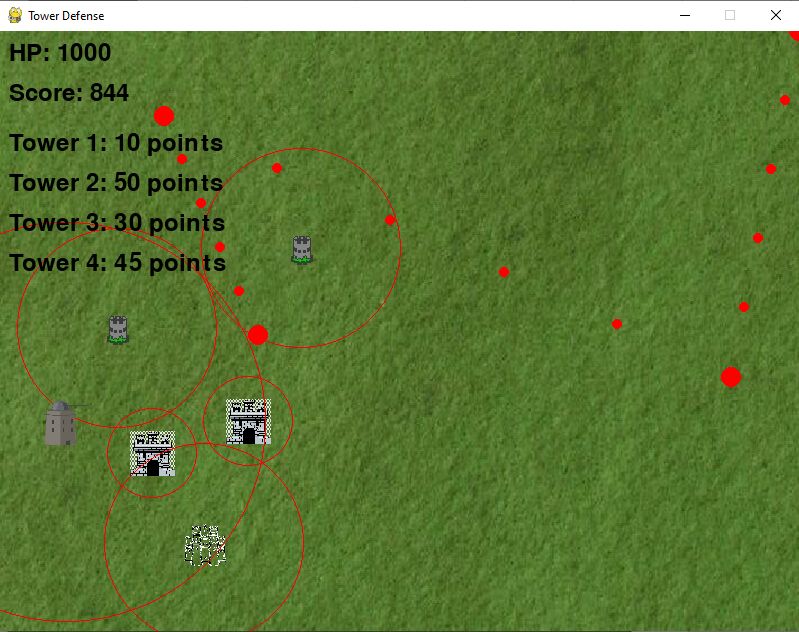 Tower Defense
HP: 1000
Score: 844
Tower 1: 10 points
Tower 2: 50 points
Tower 3: 30 points
Tower 4: 45 points